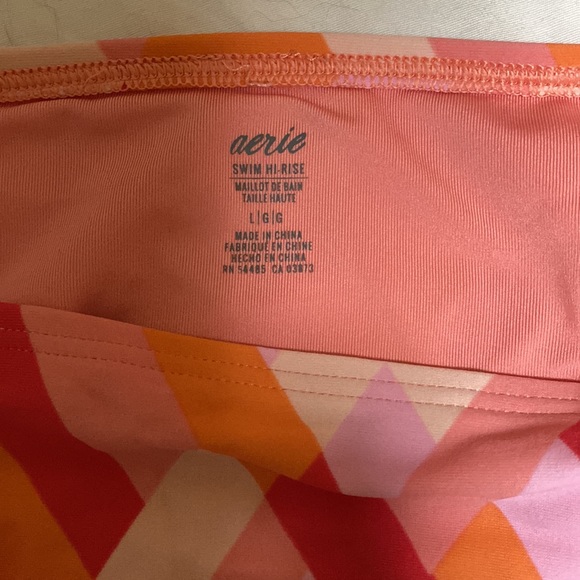 aerie
SWIM HI-RISE
MAILLOT DE BAIN
TAILLE HAUTE
L|G|G
MADE IN CHINA
FABRIQUÉ EN CHINE
HECHO EN CHINA
RN 54485 CA 03873